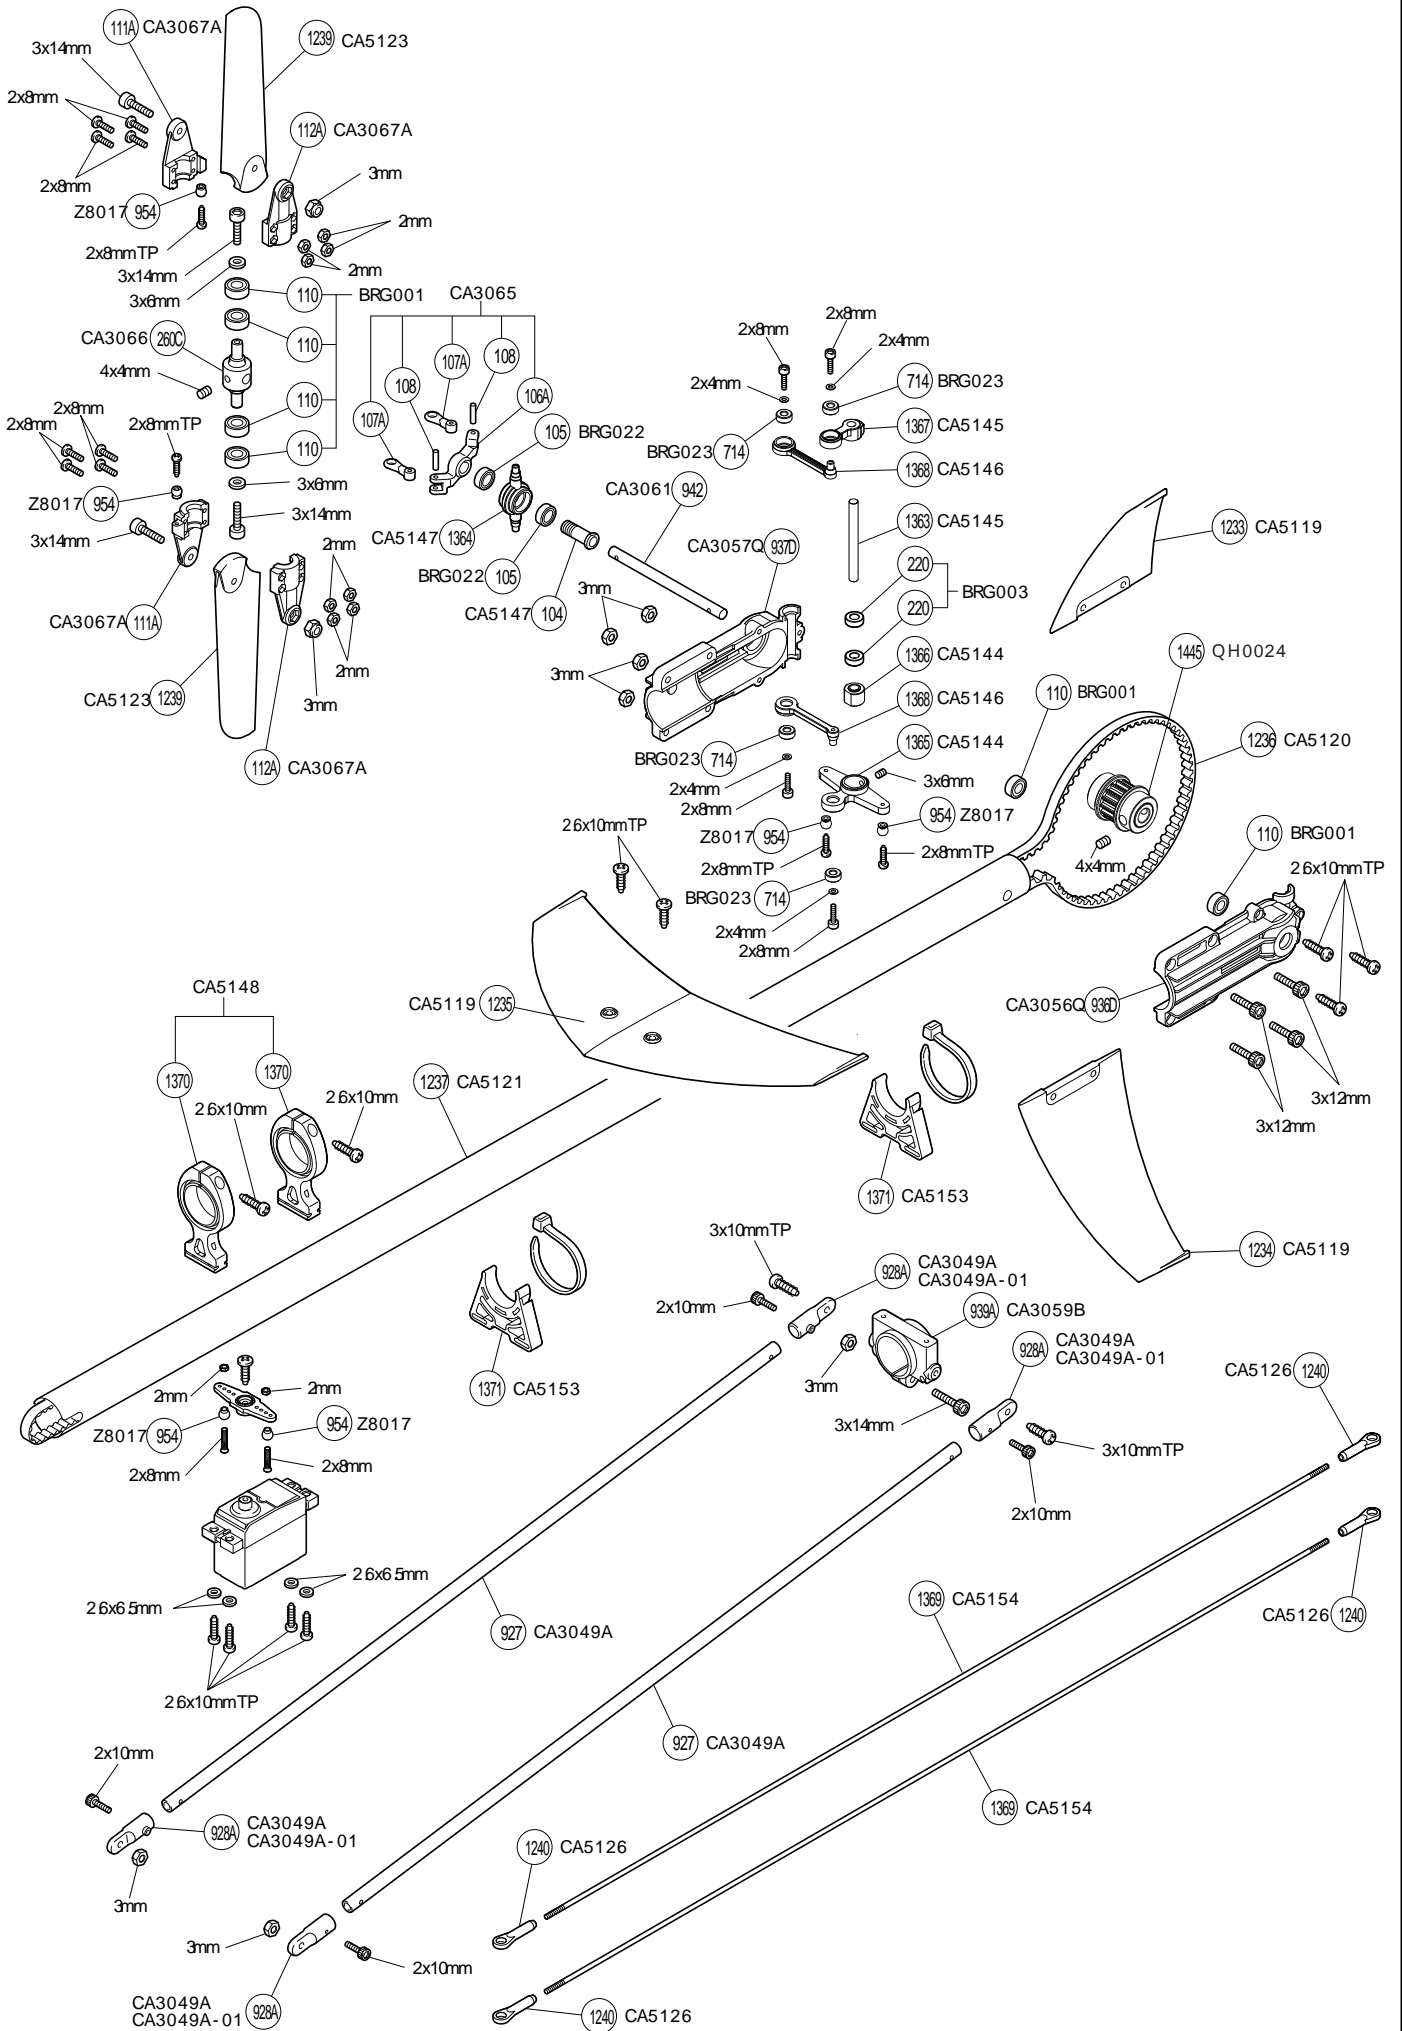 111A CA3067A
3x14mm
1239 CA5123
2x8mm
112A CA3067A
3mm
2x8mm
Z8017 954
2mm
2x8mmTP
2mm
3x14mm
3x6mm
110 BRG001
CA3065
CA3066 260C
110
107A
108
4x4mm
108
107A
106A
110
2x8mm
2x8mm
2x8mmTP
110
105 BRG022
3x6mm
Z8017 954
3x14mm
3x14mm
CA5147 1364
2mm
BRG022 105
CA3067A 111A
CA5147 104
2mm
CA5123 1239
3mm
112A CA3067A
2x8mm
2x8mm
2x4mm
2x4mm
714 BRG023
1367 CA5145
BRG023 714
1368 CA5146
CA3061 942
1363 CA5145
1233 CA5119
CA3057Q 937D
220
BRG003
220
3mm
1366 CA5144
1445 QH0024
3mm
1368 CA5146
110 BRG001
1365 CA5144
1236 CA5120
BRG023 714
3x6mm
2x4mm
2x8mm
954 Z8017
Z8017 954
2.6x10mmTP
2x8mmTP
2x8mmTP
4x4mm
110 BRG001
BRG023 714
2.6x10mmTP
2x4mm
2x8mm
CA5148
CA5119 1235
CA3056Q 936D
1370
1370
1237 CA5121
2.6x10mm
2.6x10mm
3x12mm
3x12mm
1371 CA5153
3x10mmTP
928A CA3049A
CA3049A-01
1234 CA5119
2x10mm
939A CA3059B
928A CA3049A
CA3049A-01
3mm
CA5126 1240
1371 CA5153
2mm
2mm
3x14mm
954 Z8017
Z8017 954
3x10mmTP
2x8mm
2x8mm
2x10mm
2.6x6.5mm
2.6x6.5mm
1369 CA5154
CA5126 1240
927 CA3049A
2.6x10mmTP
927 CA3049A
2x10mm
1369 CA5154
928A CA3049A
CA3049A-01
1240 CA5126
3mm
3mm
2x10mm
CA3049A
CA3049A-01 928A
1240 CA5126